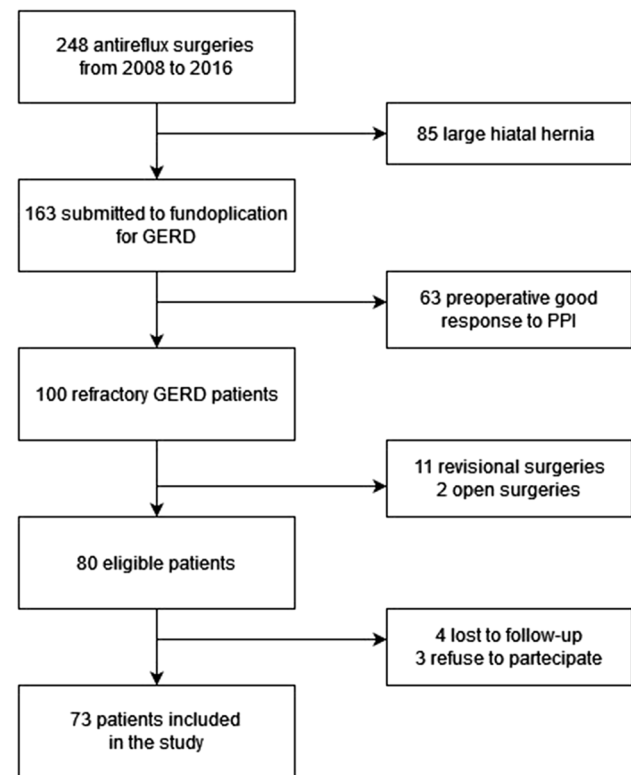 248 antireflux surgeries
from 2008 to 2016
85 large hiatal hernia
163 submitted to fundoplication
for GERD
63 preoperative good
response to PPI
100 refractory GERD patients
11 revisional surgeries
2 open surgeries
80 eligible patients
4 lost to follow-up
3 refuse to partecipate
73 patients included
in the study